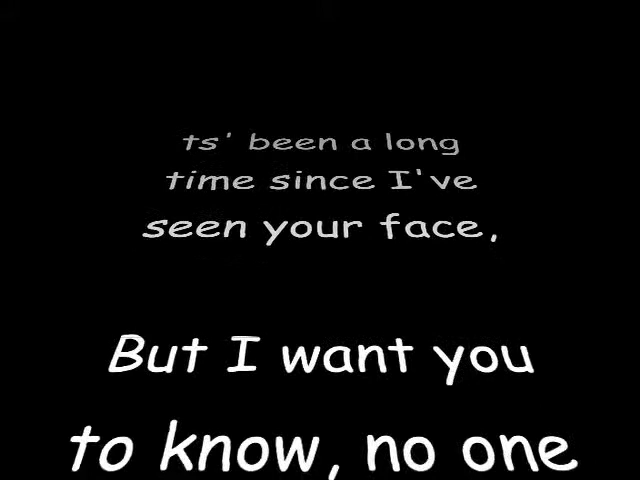 ts' been a long
time since I've
seen your face,
But I want you
to know, no one